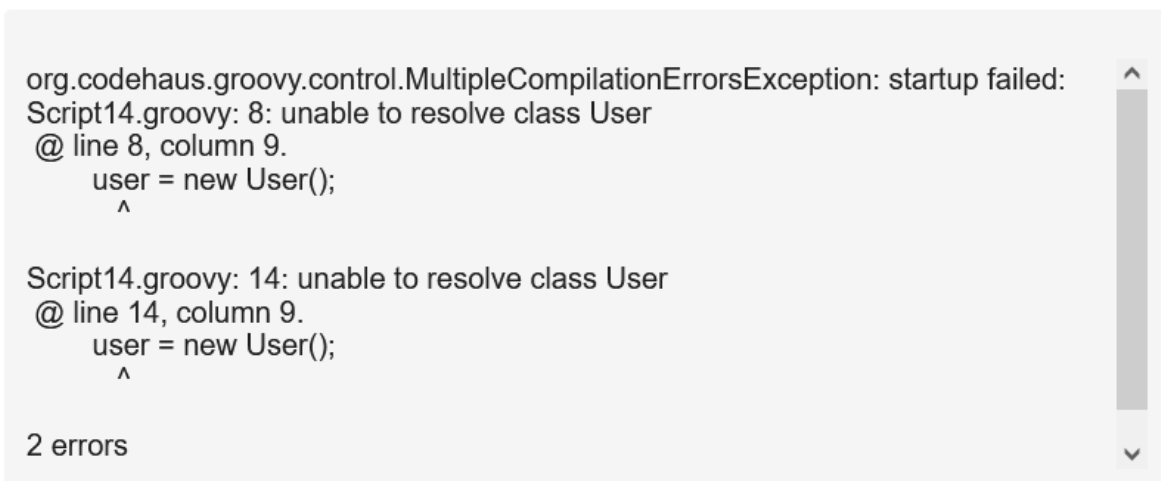 org.codehaus.groovy.control.MultipleCompilationErrorsException: startup failed:
Script14.groovy: 8: unable to resolve class User
@ line 8, column 9.
user = new User();
^
Script14.groovy: 14: unable to resolve class User
@ line 14, column 9.
user = new User();
^
2 errors